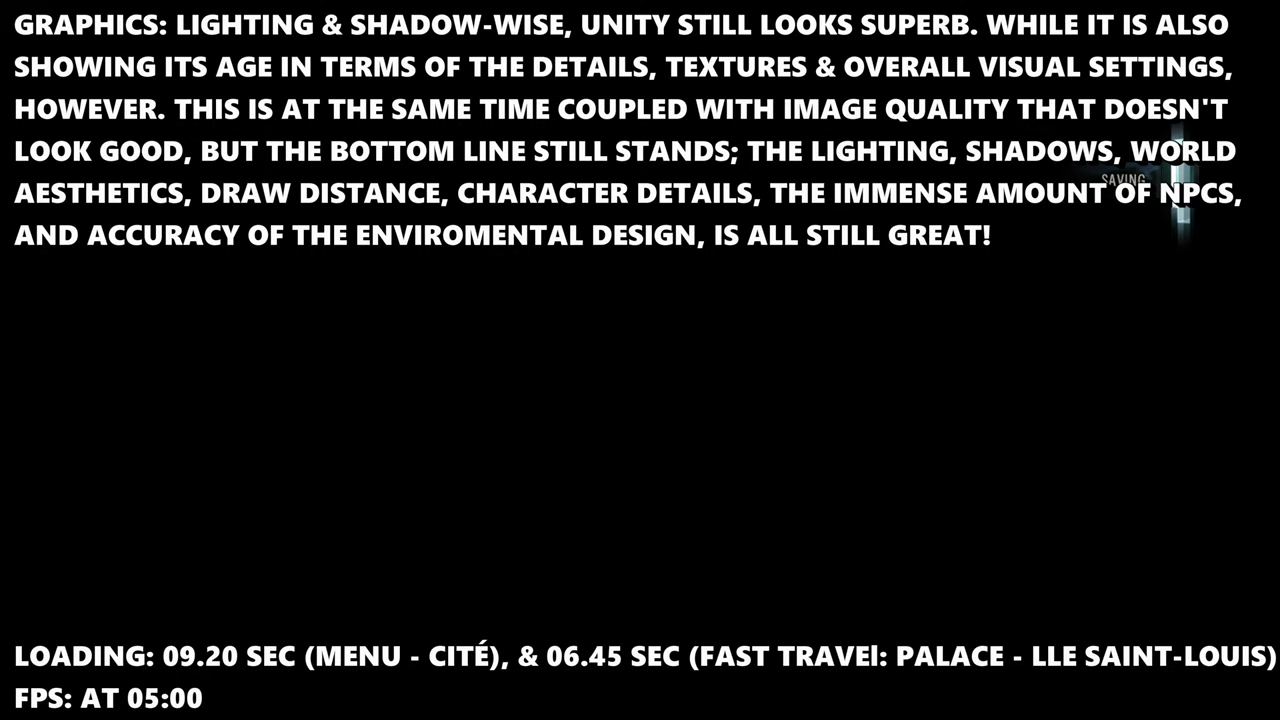 GRAPHICS: LIGHTING & SHADOW-WISE, UNITY STILL LOOKS SUPERB. WHILE IT IS ALSO
SHOWING ITS AGE IN TERMS OF THE DETAILS, TEXTURES & OVERALL VISUAL SETTINGS,
HOWEVER. THIS IS AT THE SAME TIME COUPLED WITH IMAGE QUALITY THAT DOESN'T
LOOK GOOD, BUT THE BOTTOM LINE STILL STANDS; THE LIGHTING, SHADOWS, WORLD
SAVING
AESTHETICS, DRAW DISTANCE, CHARACTER DETAILS, THE IMMENSE AMOUNT OF NPCS,
AND ACCURACY OF THE ENVIROMENTAL DESIGN, IS ALL STILL GREAT!
LOADING: 09.20 SEC (MENU - CITÉ), & 06.45 SEC (FAST TRAVEl: PALACE - LLE SAINT-LOUIS)
FPS: AT 05:00